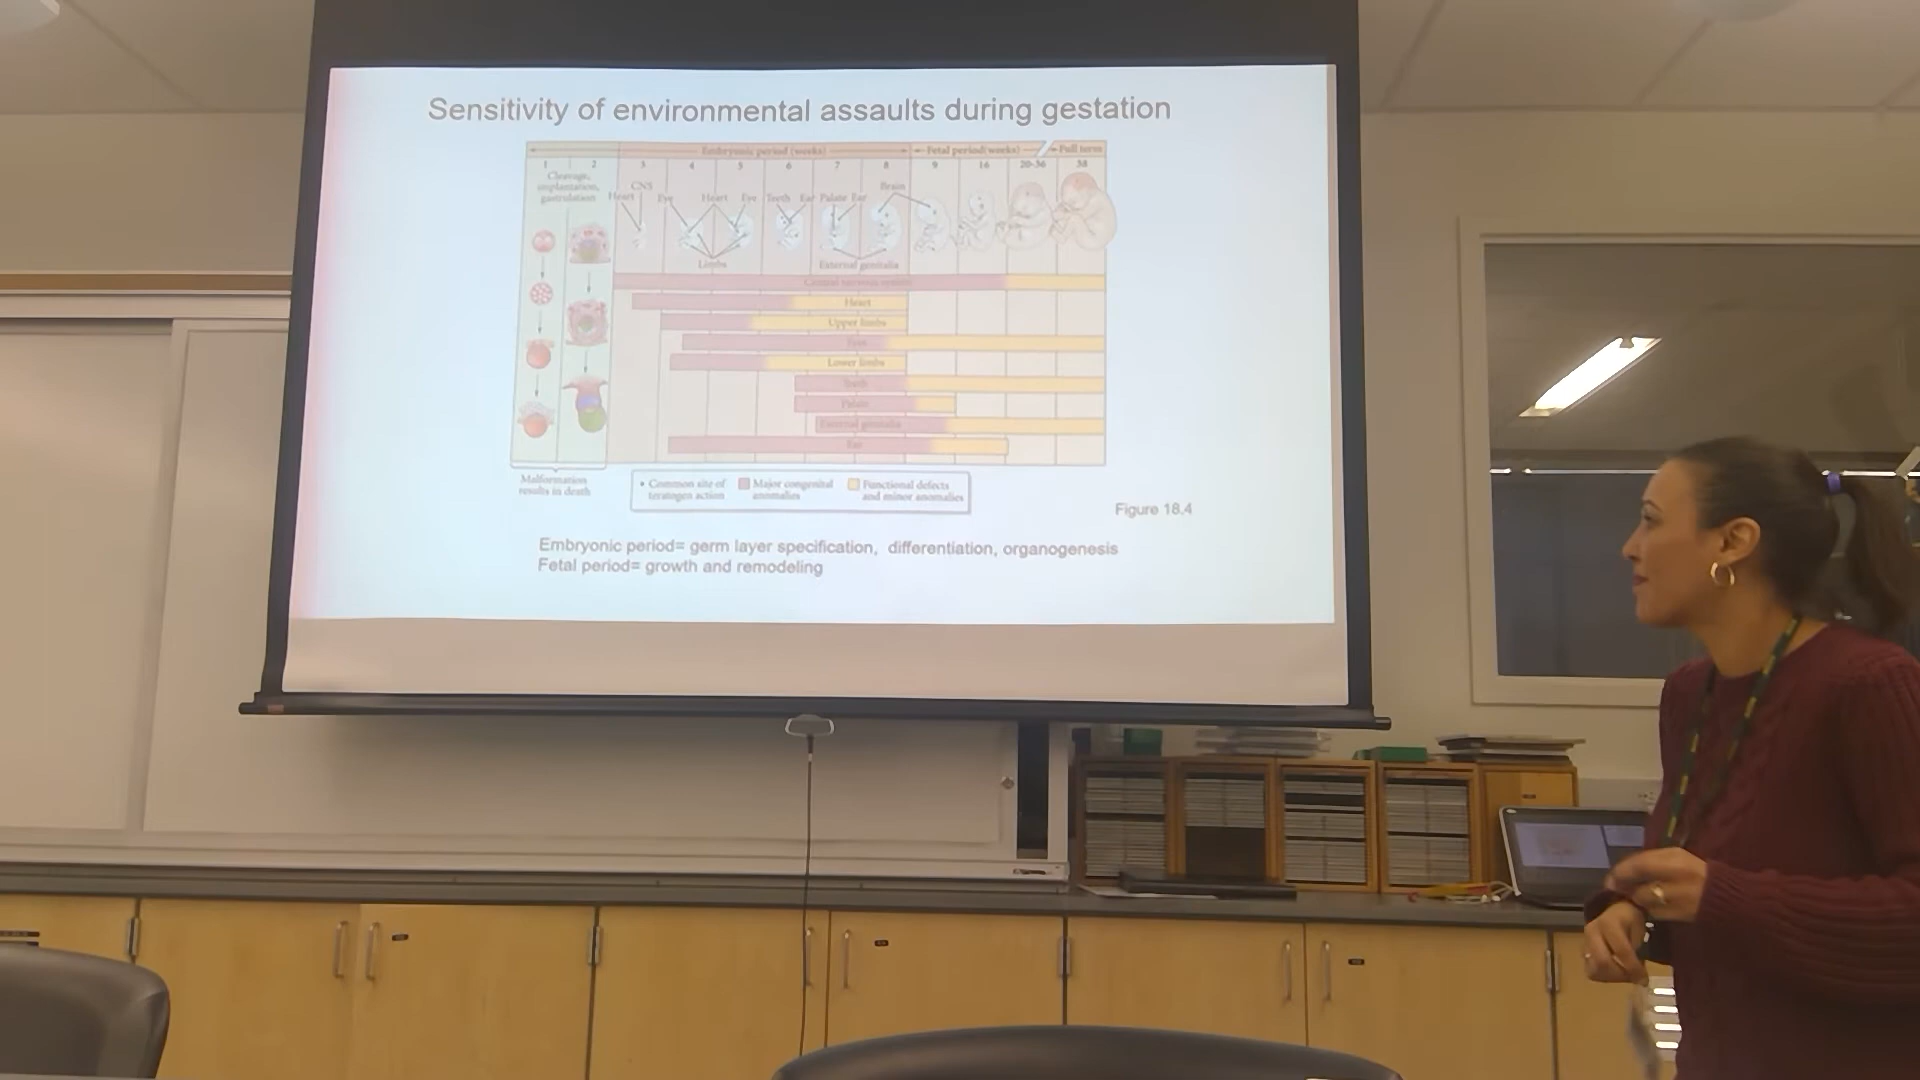 Sensitivity of environmental assaults during gestation
Embryonic period (weeks)
Fetal period(weeks)
Full term
1 2 3 4 5 6 7 8 9 16 20-36 38
Cleavage,
implantation,
gastrulation
CNS
Heart
Eye
Heart
Eye
Teeth
Ear
Palate
Ear
Brain
Limbs
External genitalia
Central nervous system
Heart
Upper limbs
Eyes
Lower limbs
Teeth
Palate
External genitalia
Ear
Malformation
results in death
• Common site of
teratogen action
Major congenital
anomalies
Functional defects
and minor anomalies
Figure 18.4
Embryonic period= germ layer specification, differentiation, organogenesis
Fetal period= growth and remodeling